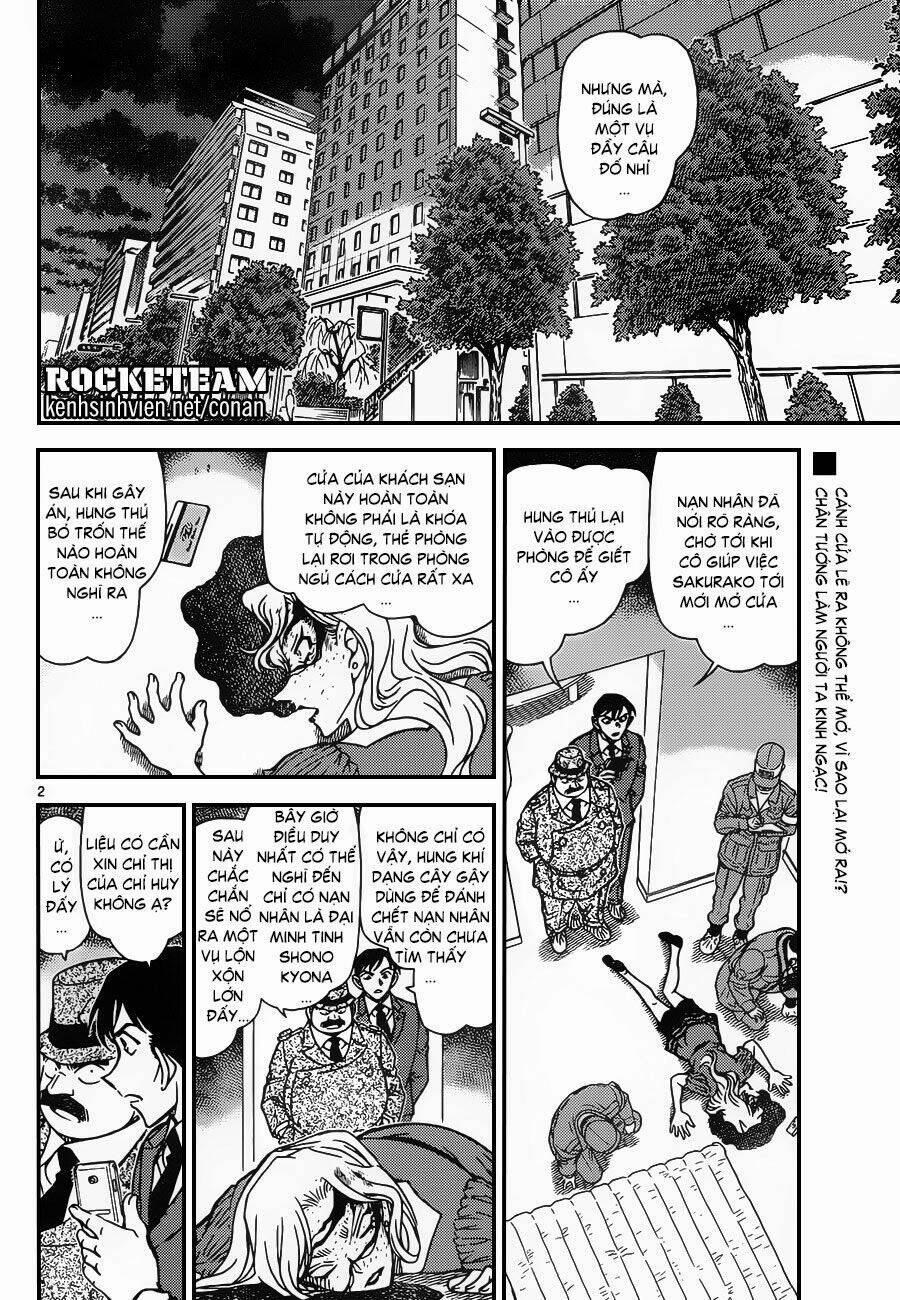 NHƯNG MÀ,
ĐÚNG LÀ
MỘT VỤ
ĐẦY CÂU
ĐỐ NHỈ
...
ROCKETEAM
kenhsinhvien.net/conan
CÁNH CỬA LẼ RA KHÔNG THỂ MỞ, VÌ SAO LẠI MỞ RA!?
CHÂN TƯỚNG LÀM NGƯỜI TA KINH NGẠC!
NẠN NHÂN ĐÃ
NÓI RÕ RÀNG,
CHỜ TỚI KHI
CÔ GIÚP VIỆC
SAKURAKO TỚI
MỚI MỞ CỬA
...
HUNG THỦ LẠI
VÀO ĐƯỢC
PHÒNG ĐỂ GIẾT
CÔ ẤY
...
CỬA CỦA KHÁCH SẠN
NÀY HOÀN TOÀN
KHÔNG PHẢI LÀ KHÓA
TỰ ĐỘNG, THẺ PHÒNG
LẠI RƠI TRONG PHÒNG
NGỦ CÁCH CỬA RẤT XA
...
SAU KHI GÂY
ÁN, HUNG THỦ
BỎ TRỐN THẾ
NÀO HOÀN
TOÀN KHÔNG
NGHĨ RA
...
2
KHÔNG CHỈ CÓ
VẬY, HUNG KHÍ
DẠNG CÂY GẬY
DÙNG ĐỂ ĐÁNH
CHẾT NẠN NHÂN
VẪN CÒN CHƯA
TÌM THẤY
BÂY GIỜ
ĐIỀU DUY
NHẤT CÓ THỂ
NGHĨ ĐẾN
CHỈ CÓ NẠN
NHÂN LÀ ĐẠI
MINH TINH
SHONO
KYONA
...
SAU
NÀY
CHẮC
CHẮN
SẼ NỔ
RA MỘT
VỤ LỘN
XỘN
LỚN
ĐẤY...
LIỆU CÓ CẦN
XIN CHỈ THỊ
CỦA CHỈ HUY
KHÔNG Ạ?
Ừ,
CÓ
LÝ
ĐẤY
...